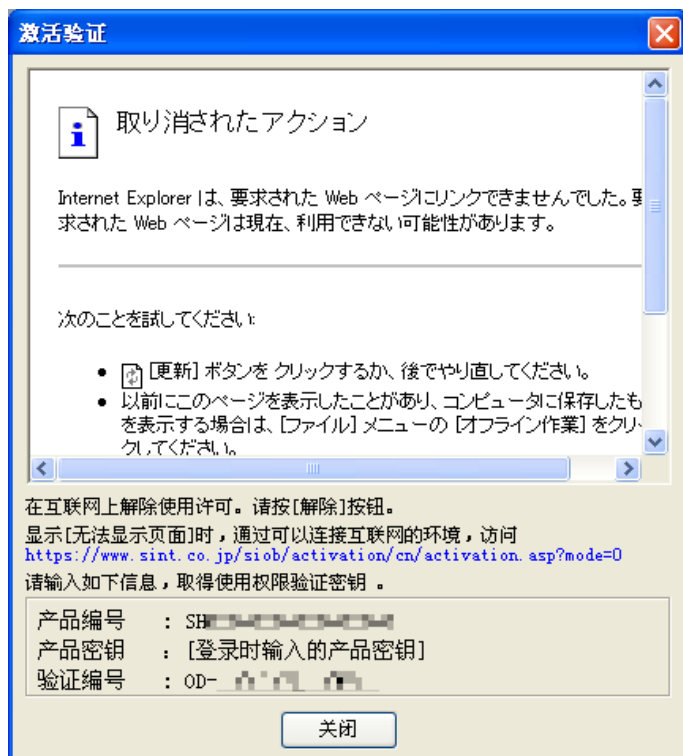 激活验证
取り消されたアクション
Internet Explorer は、要求された Web ページにリンクできませんでした。要
求された Web ページは現在、利用できない可能性があります。
次のことを試してください:
[更新] ボタンを クリックするか、後でやり直してください。
以前にこのページを表示したことがあり、コンピュータに保存したも
を表示する場合は、[ファイル] メニューの [オフライン作業] をクリッ
クしてください。
在互联网上解除使用许可。请按[解除]按钮。
显示[无法显示页面]时，通过可以连接互联网的环境，访问
https://www.sint.co.jp/siob/activation/cn/activation.asp?mode=0
请输入如下信息，取得使用权限验证密钥 。
产品编号 : SH
产品密钥 : [登录时输入的产品密钥]
验证编号 : OD-
关闭